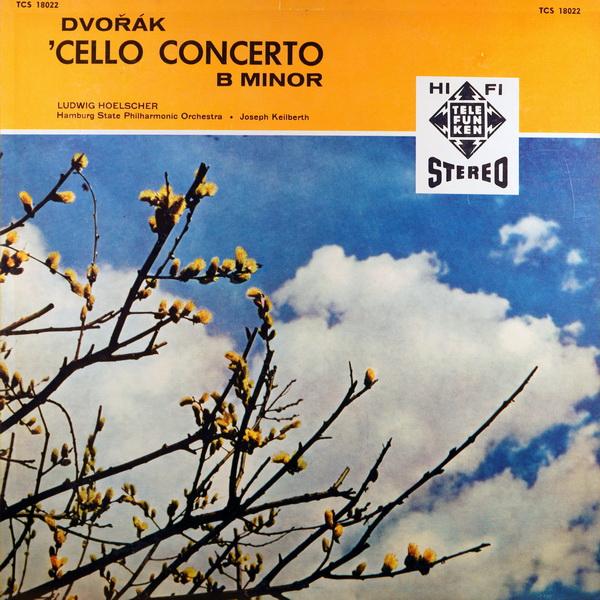 TCS 18022
TCS 18022
DVOŘÁK
'CELLO CONCERTO
B MINOR
LUDWIG HOELSCHER
Hamburg State Philharmonic Orchestra • Joseph Keilberth
HI FI
TELE
FUN
KEN
STEREO